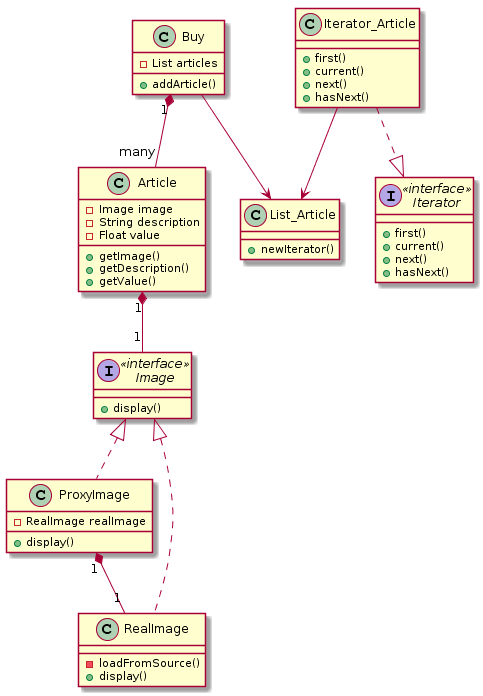 C Buy
List articles
addArticle()
1
many
C Iterator_Article
first()
current()
next()
hasNext()
C Article
Image image
String description
Float value
getImage()
getDescription()
getValue()
1
1
C List_Article
newIterator()
I «interface»
Iterator
first()
current()
next()
hasNext()
I «interface»
Image
display()
C ProxyImage
RealImage realImage
display()
1
1
C RealImage
loadFromSource()
display()